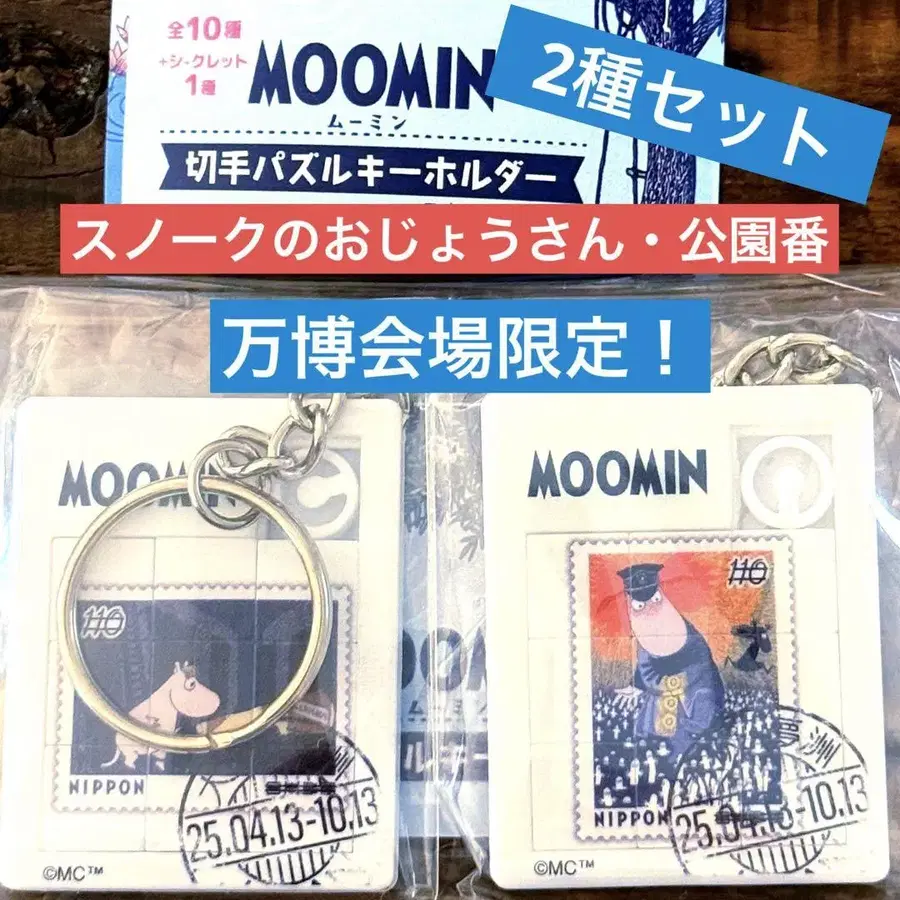 全10種
+シークレット
1種
MOOMIN
ムーミン
切手パズルキーホルダー
2種セット
スノークのおじょうさん・公園番
万博会場限定！
MOOMIN
110
NIPPON
25.04.13-10.13
©MC™
MOOMIN
110
NIPPON
夢洲
25.04.13-10.13
©MC™